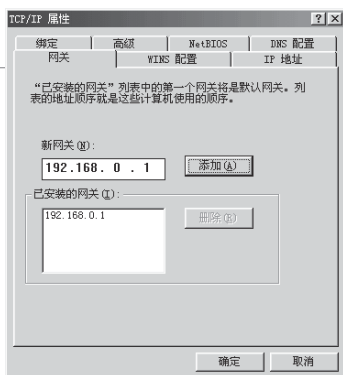 TCP/IP 属性
绑定 高级 NetBIOS DNS 配置
网关 WINS 配置 IP 地址
“已安装的网关”列表中的第一个网关将是默认网关。列
表的地址顺序就是这些计算机使用的顺序。
新网关(N):
192.168. 0 . 1 添加(A)
已安装的网关(I):
192.168.0.1 删除(R)
确定 取消